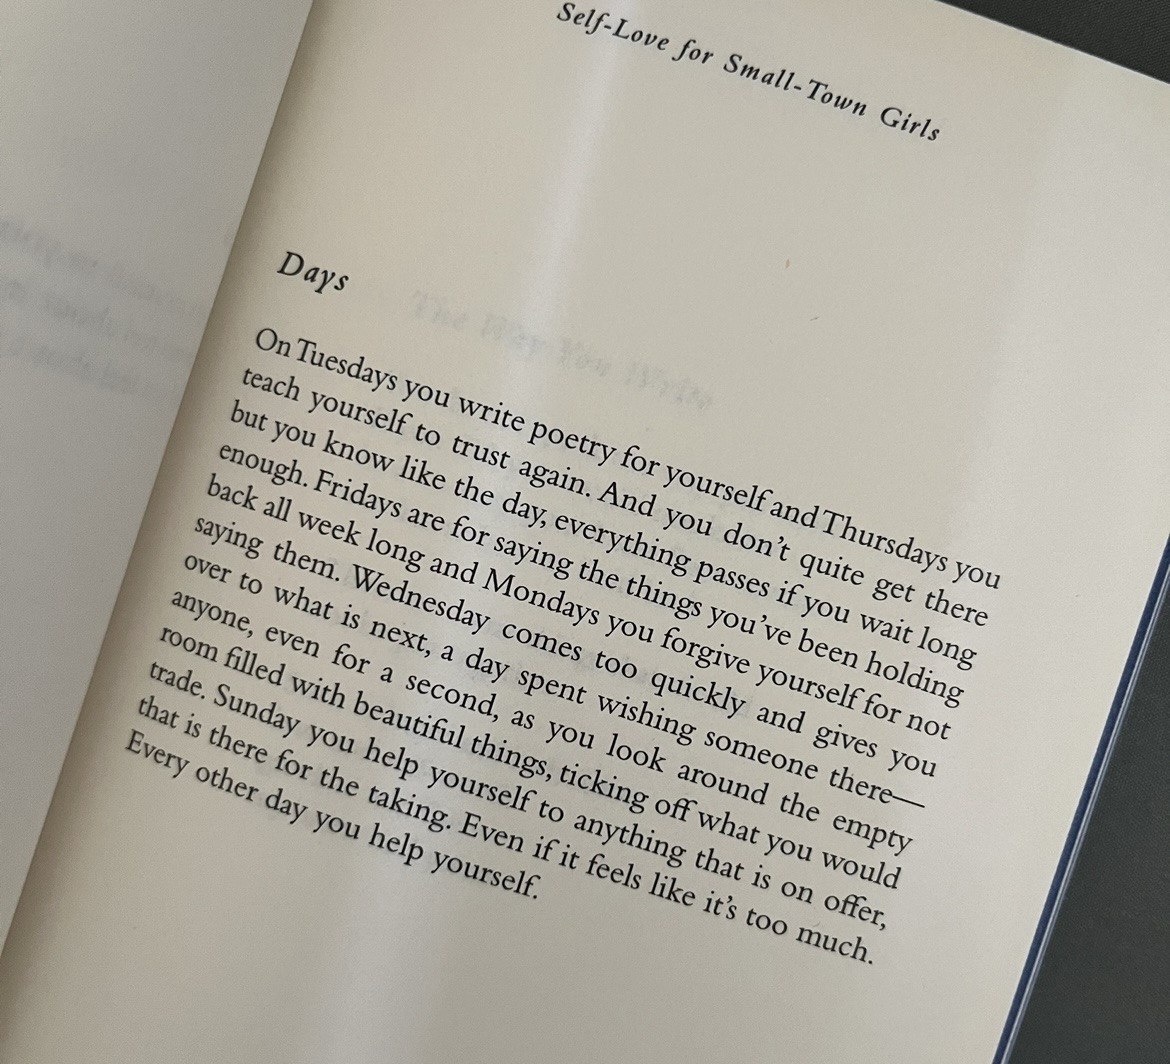 Self-Love for Small-Town Girls
Days
On Tuesdays you write poetry for yourself and Thursdays you
teach yourself to trust again. And you don't quite get there
but you know like the day, everything passes if you wait long
enough. Fridays are for saying the things you've been holding
back all week long and Mondays you forgive yourself for not
saying them. Wednesday comes too quickly and gives you
over to what is next, a day spent wishing someone there—
anyone, even for a second, as you look around the empty
room filled with beautiful things, ticking off what you would
trade. Sunday you help yourself to anything that is on offer,
that is there for the taking. Even if it feels like it's too much.
Every other day you help yourself.